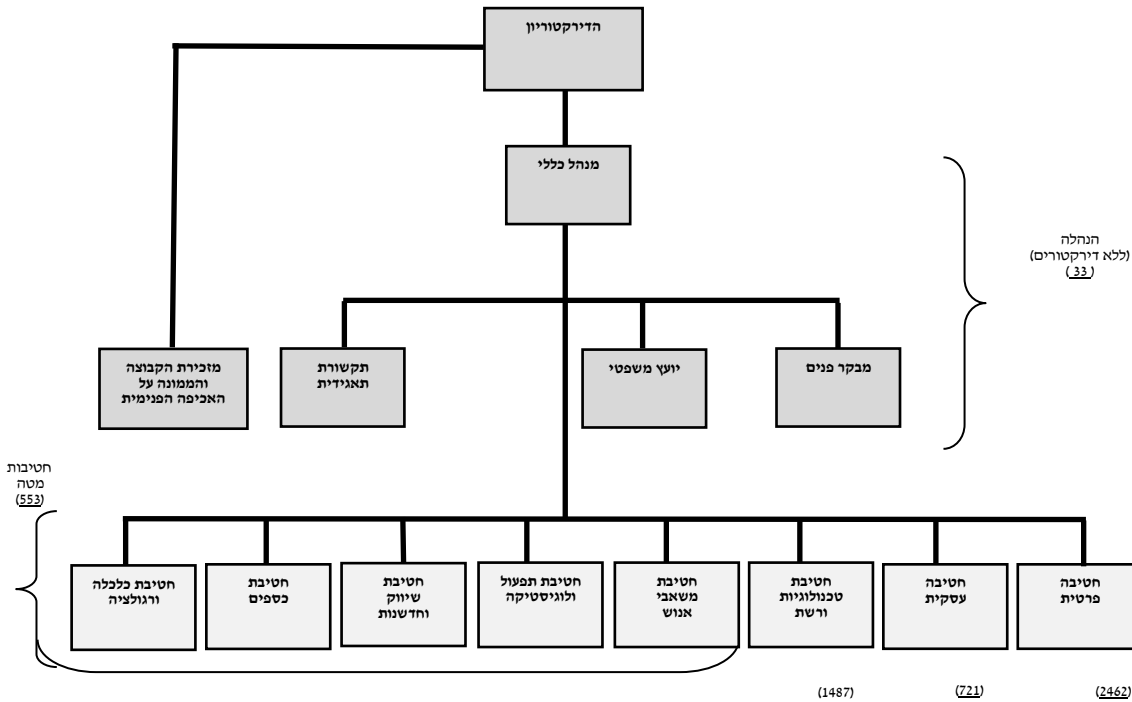 הדירקטוריון
מנהל כללי
הנהלה
(ללא דירקטורים)
(33)
מבקר פנים
יועץ משפטי
תקשורת
תאגידית
מזכירת הקבוצה
והממונה על
האכיפה הפנימית
חטיבות
מטה
(553)
חטיבה
פרטית
חטיבה
עסקית
חטיבת
טכנולוגיות
ורשת
חטיבת
משאבי
אנוש
חטיבת תפעול
ולוגיסטיקה
חטיבת
שיווק
וחדשנות
חטיבת
כספים
חטיבת כלכלה
ורגולציה
(2462)
(721)
(1487)